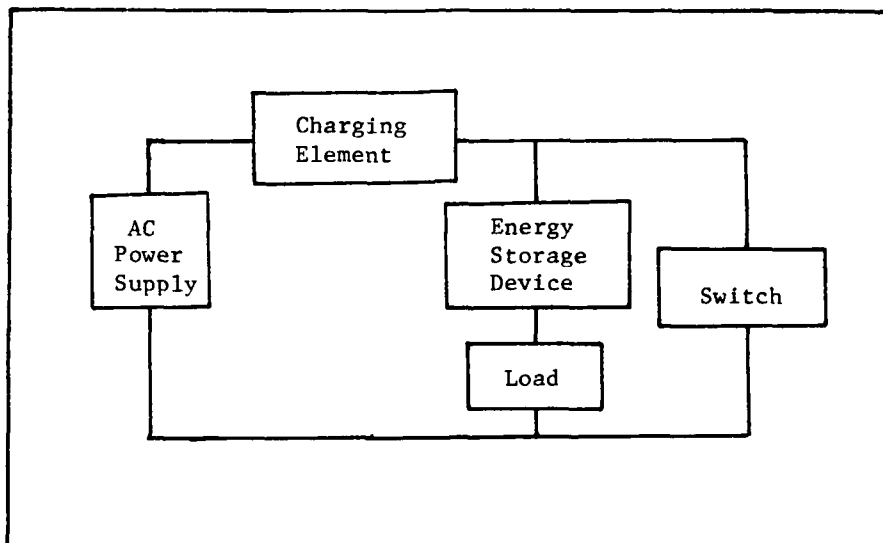 Charging
Element
AC
Power
Supply
Energy
Storage
Device
Switch
Load